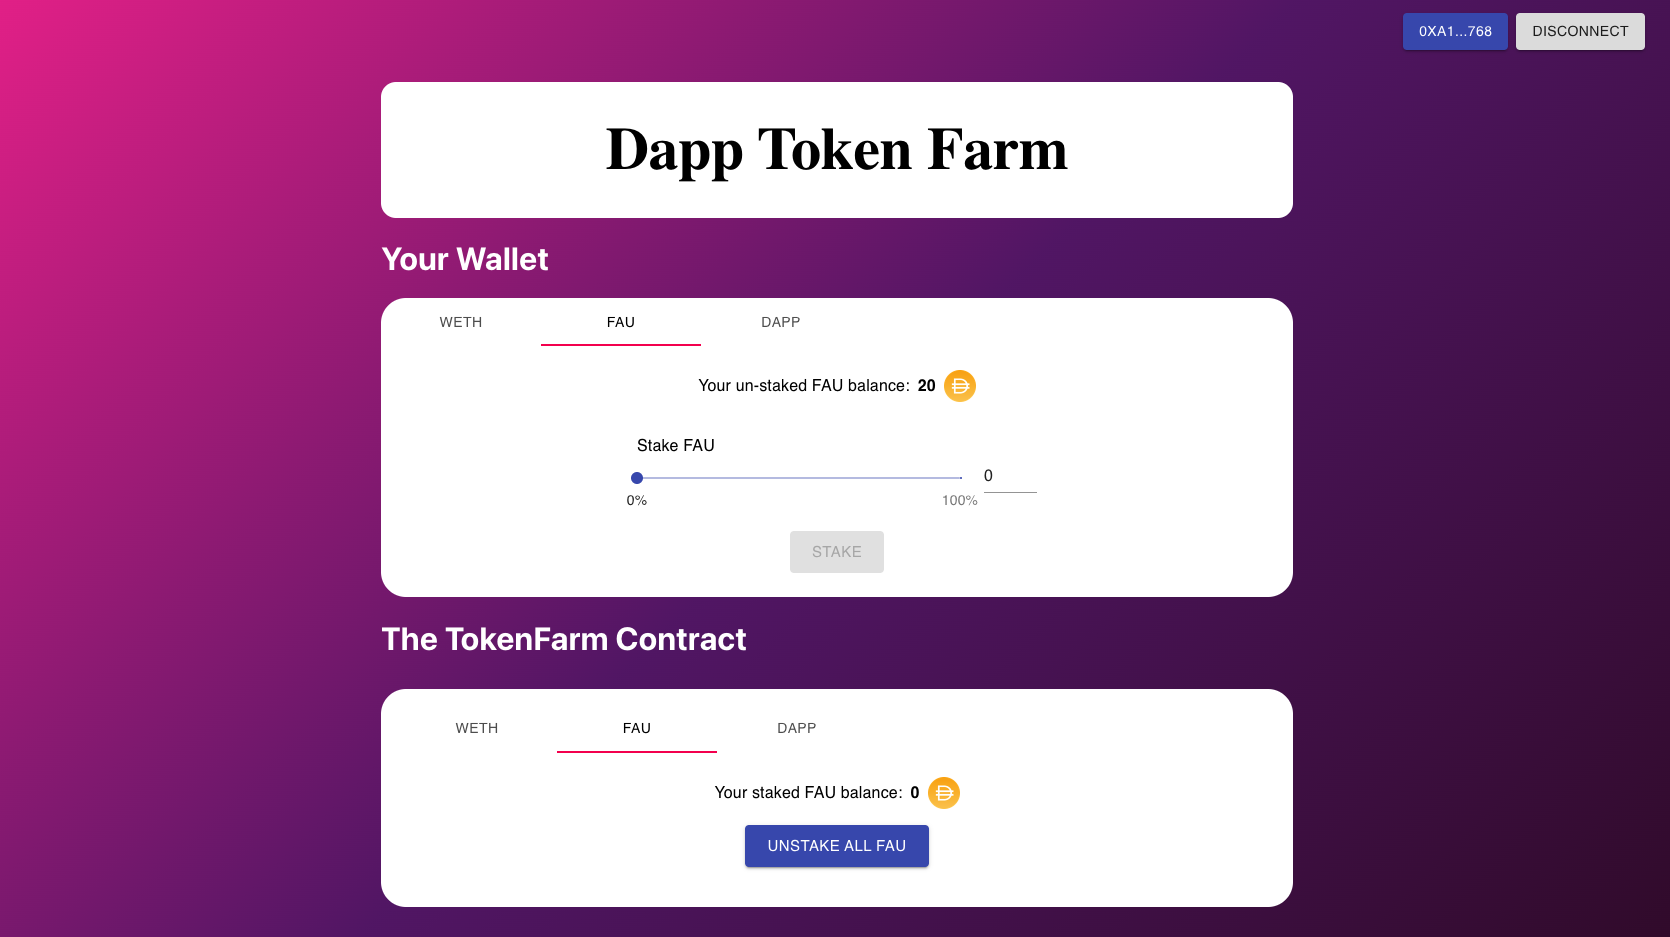 0XA1...768 DISCONNECT
Dapp Token Farm
Your Wallet
WETH FAU DAPP
Your un-staked FAU balance: 20
Stake FAU
0
0% 100%
STAKE
The TokenFarm Contract
WETH FAU DAPP
Your staked FAU balance: 0
UNSTAKE ALL FAU